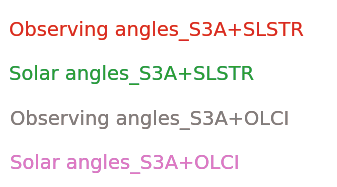 Observing angles_S3A+SLSTR
Solar angles_S3A+SLSTR
Observing angles_S3A+OLCI
Solar angles_S3A+OLCI